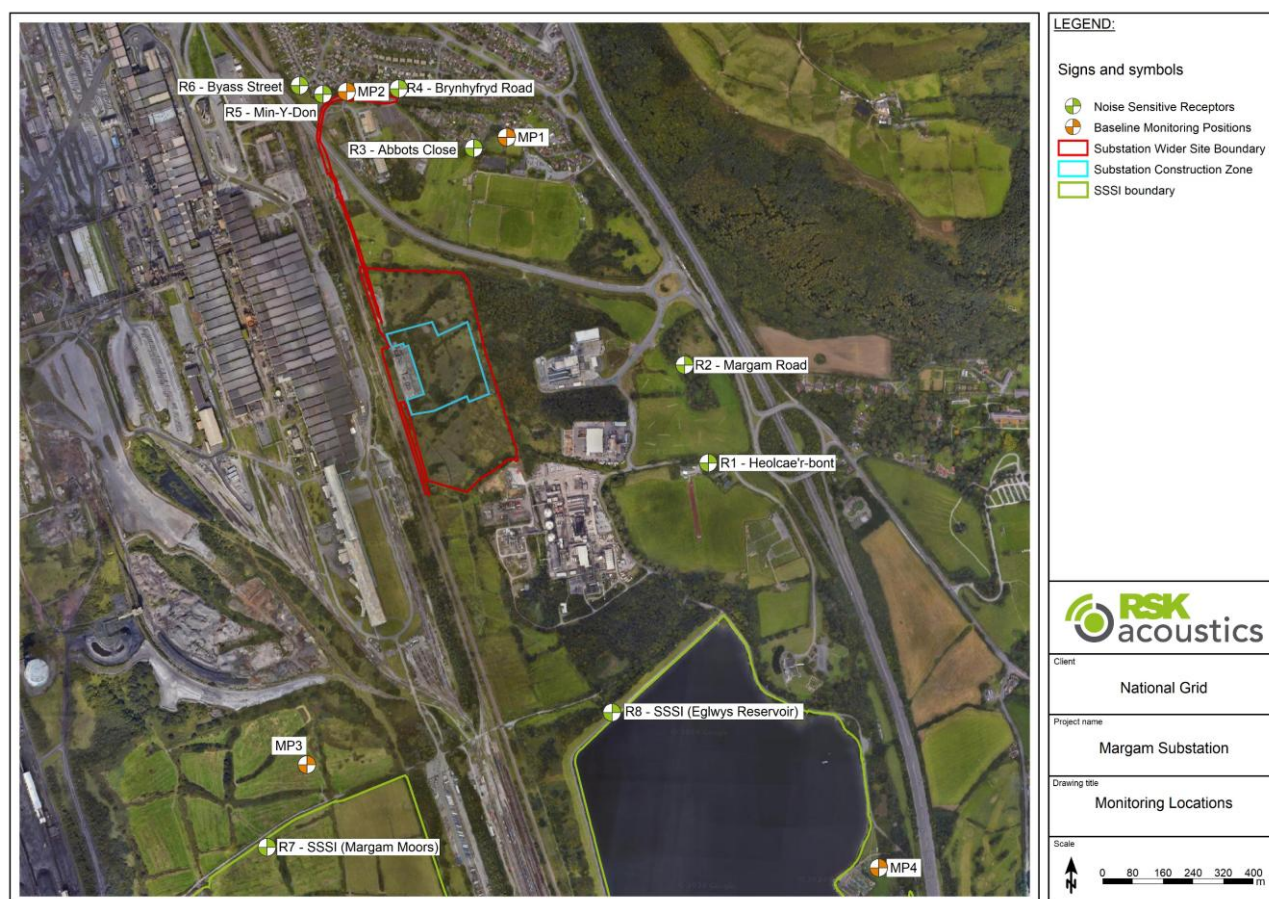 R6 - Byass Street
MP2
R4 - Brynhyfryd Road
R5 - Min-Y-Don
MP1
R3 - Abbots Close
R2 - Margam Road
R1 - Heolcae'r-bont
R8 - SSSI (Eglwys Reservoir)
MP3
R7 - SSSI (Margam Moors)
MP4
LEGEND:
Signs and symbols
Noise Sensitive Receptors
Baseline Monitoring Positions
Substation Wider Site Boundary
Substation Construction Zone
SSSI boundary
RSK
acoustics
Client
National Grid
Project name
Margam Substation
Drawing title
Monitoring Locations
Scale
N
0 80 160 240 320 400
m